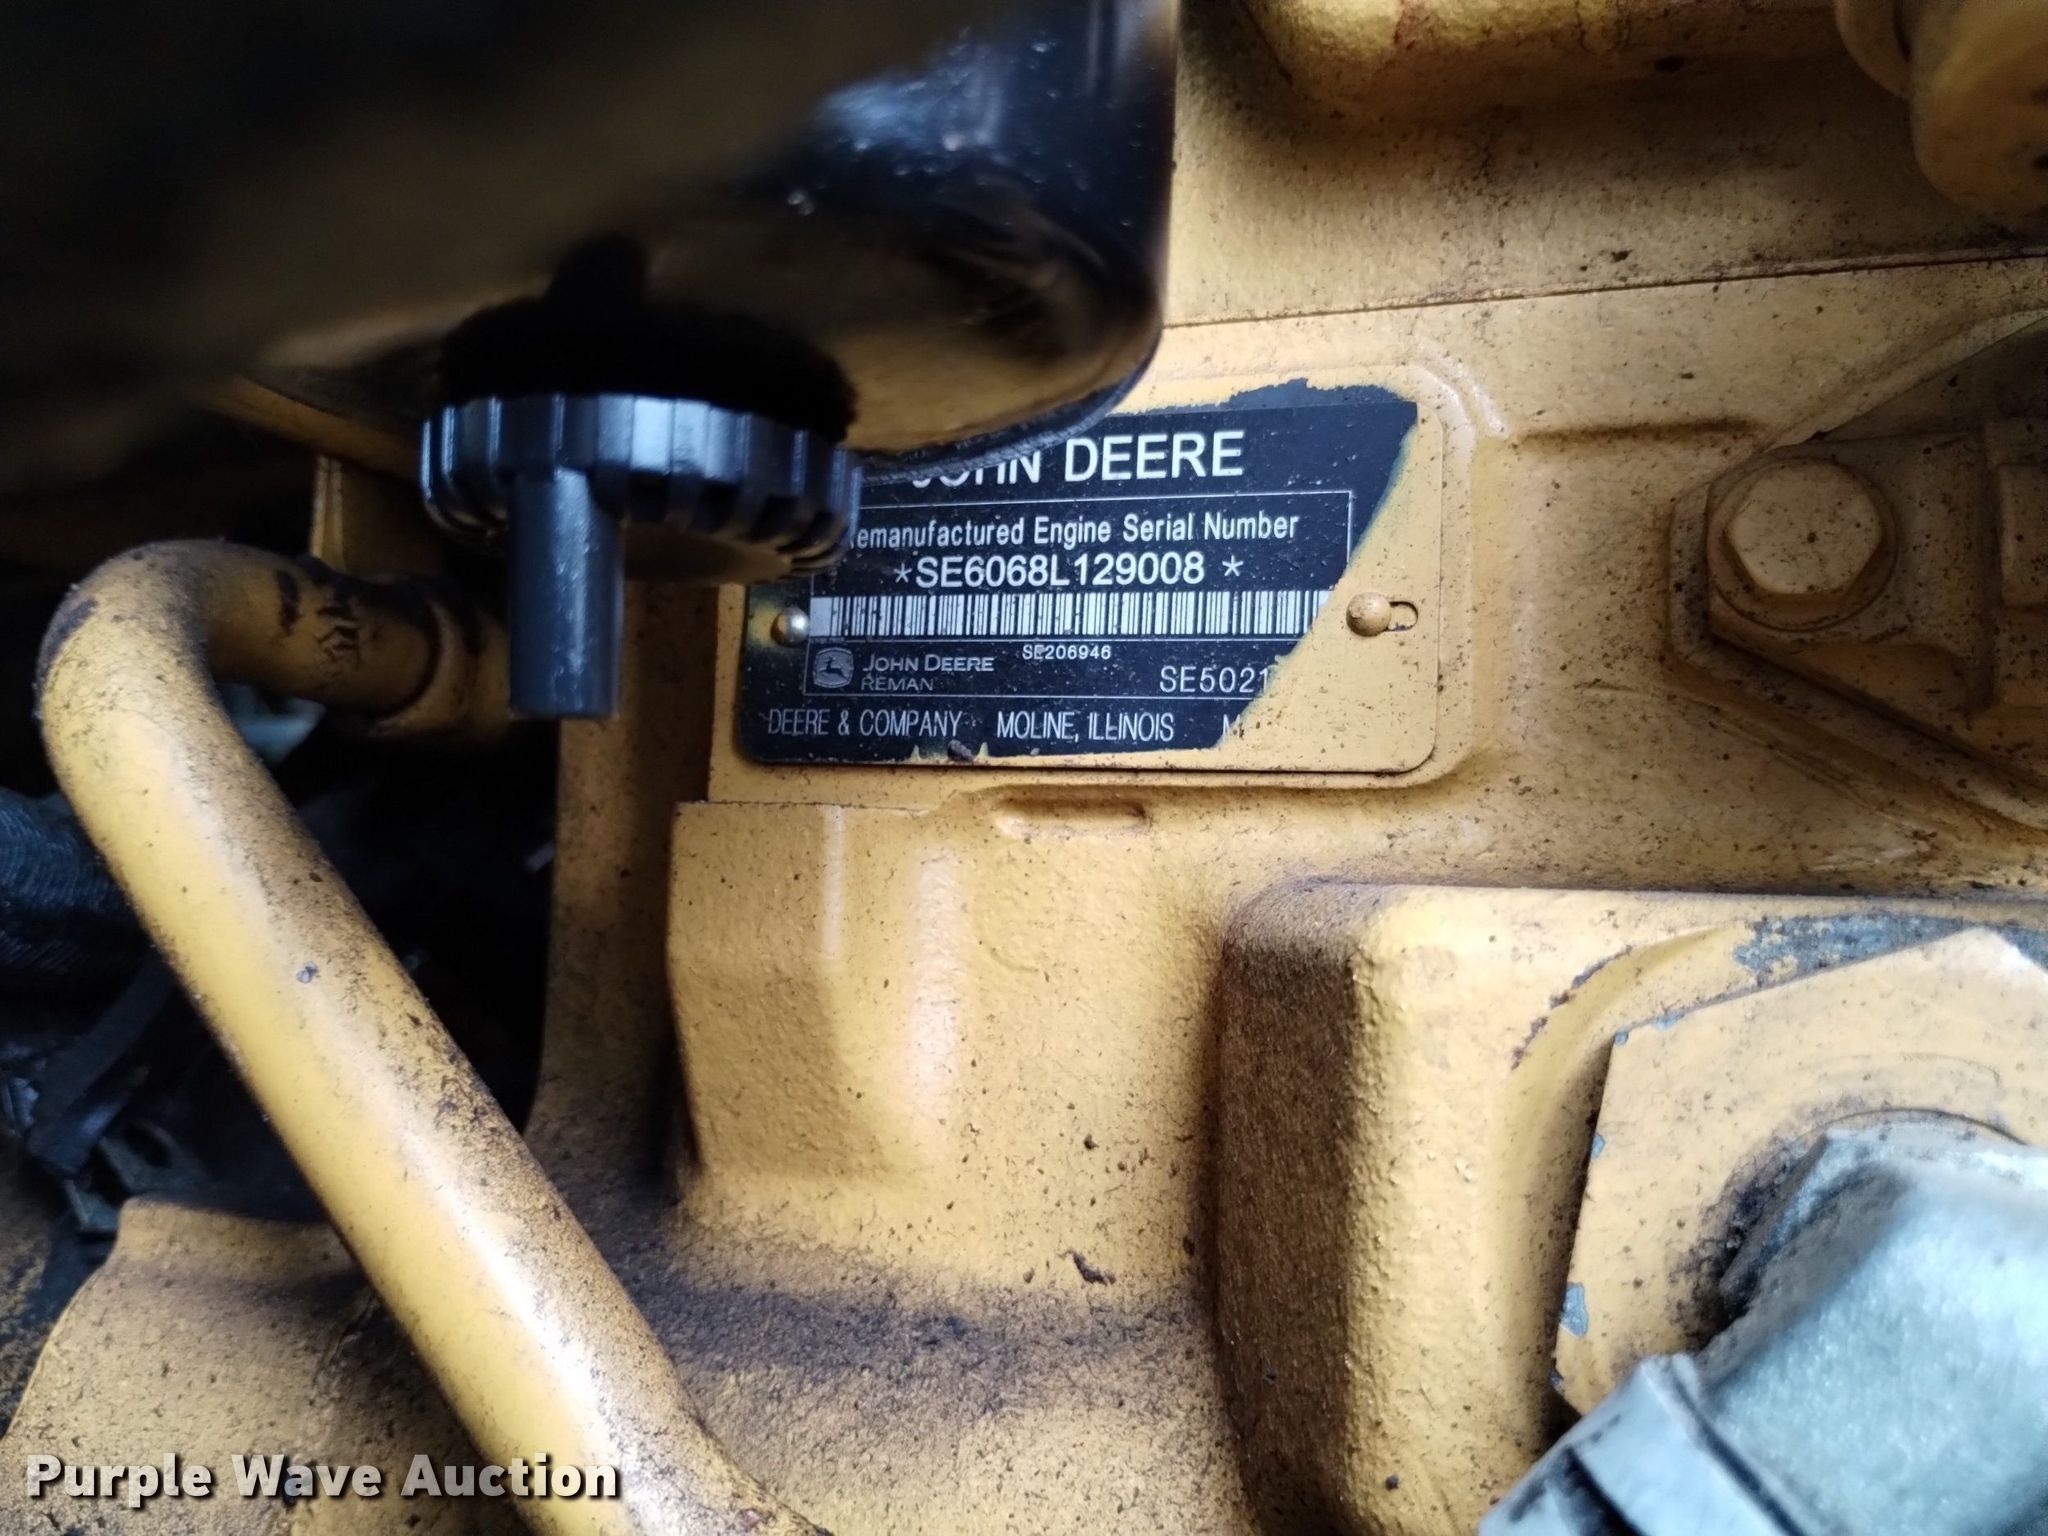 JOHN DEERE
Remanufactured Engine Serial Number
*SE6068L129008*
SE206946
JOHN DEERE
REMAN
SE5021
DEERE & COMPANY MOLINE, ILLINOIS M
Purple Wave Auction